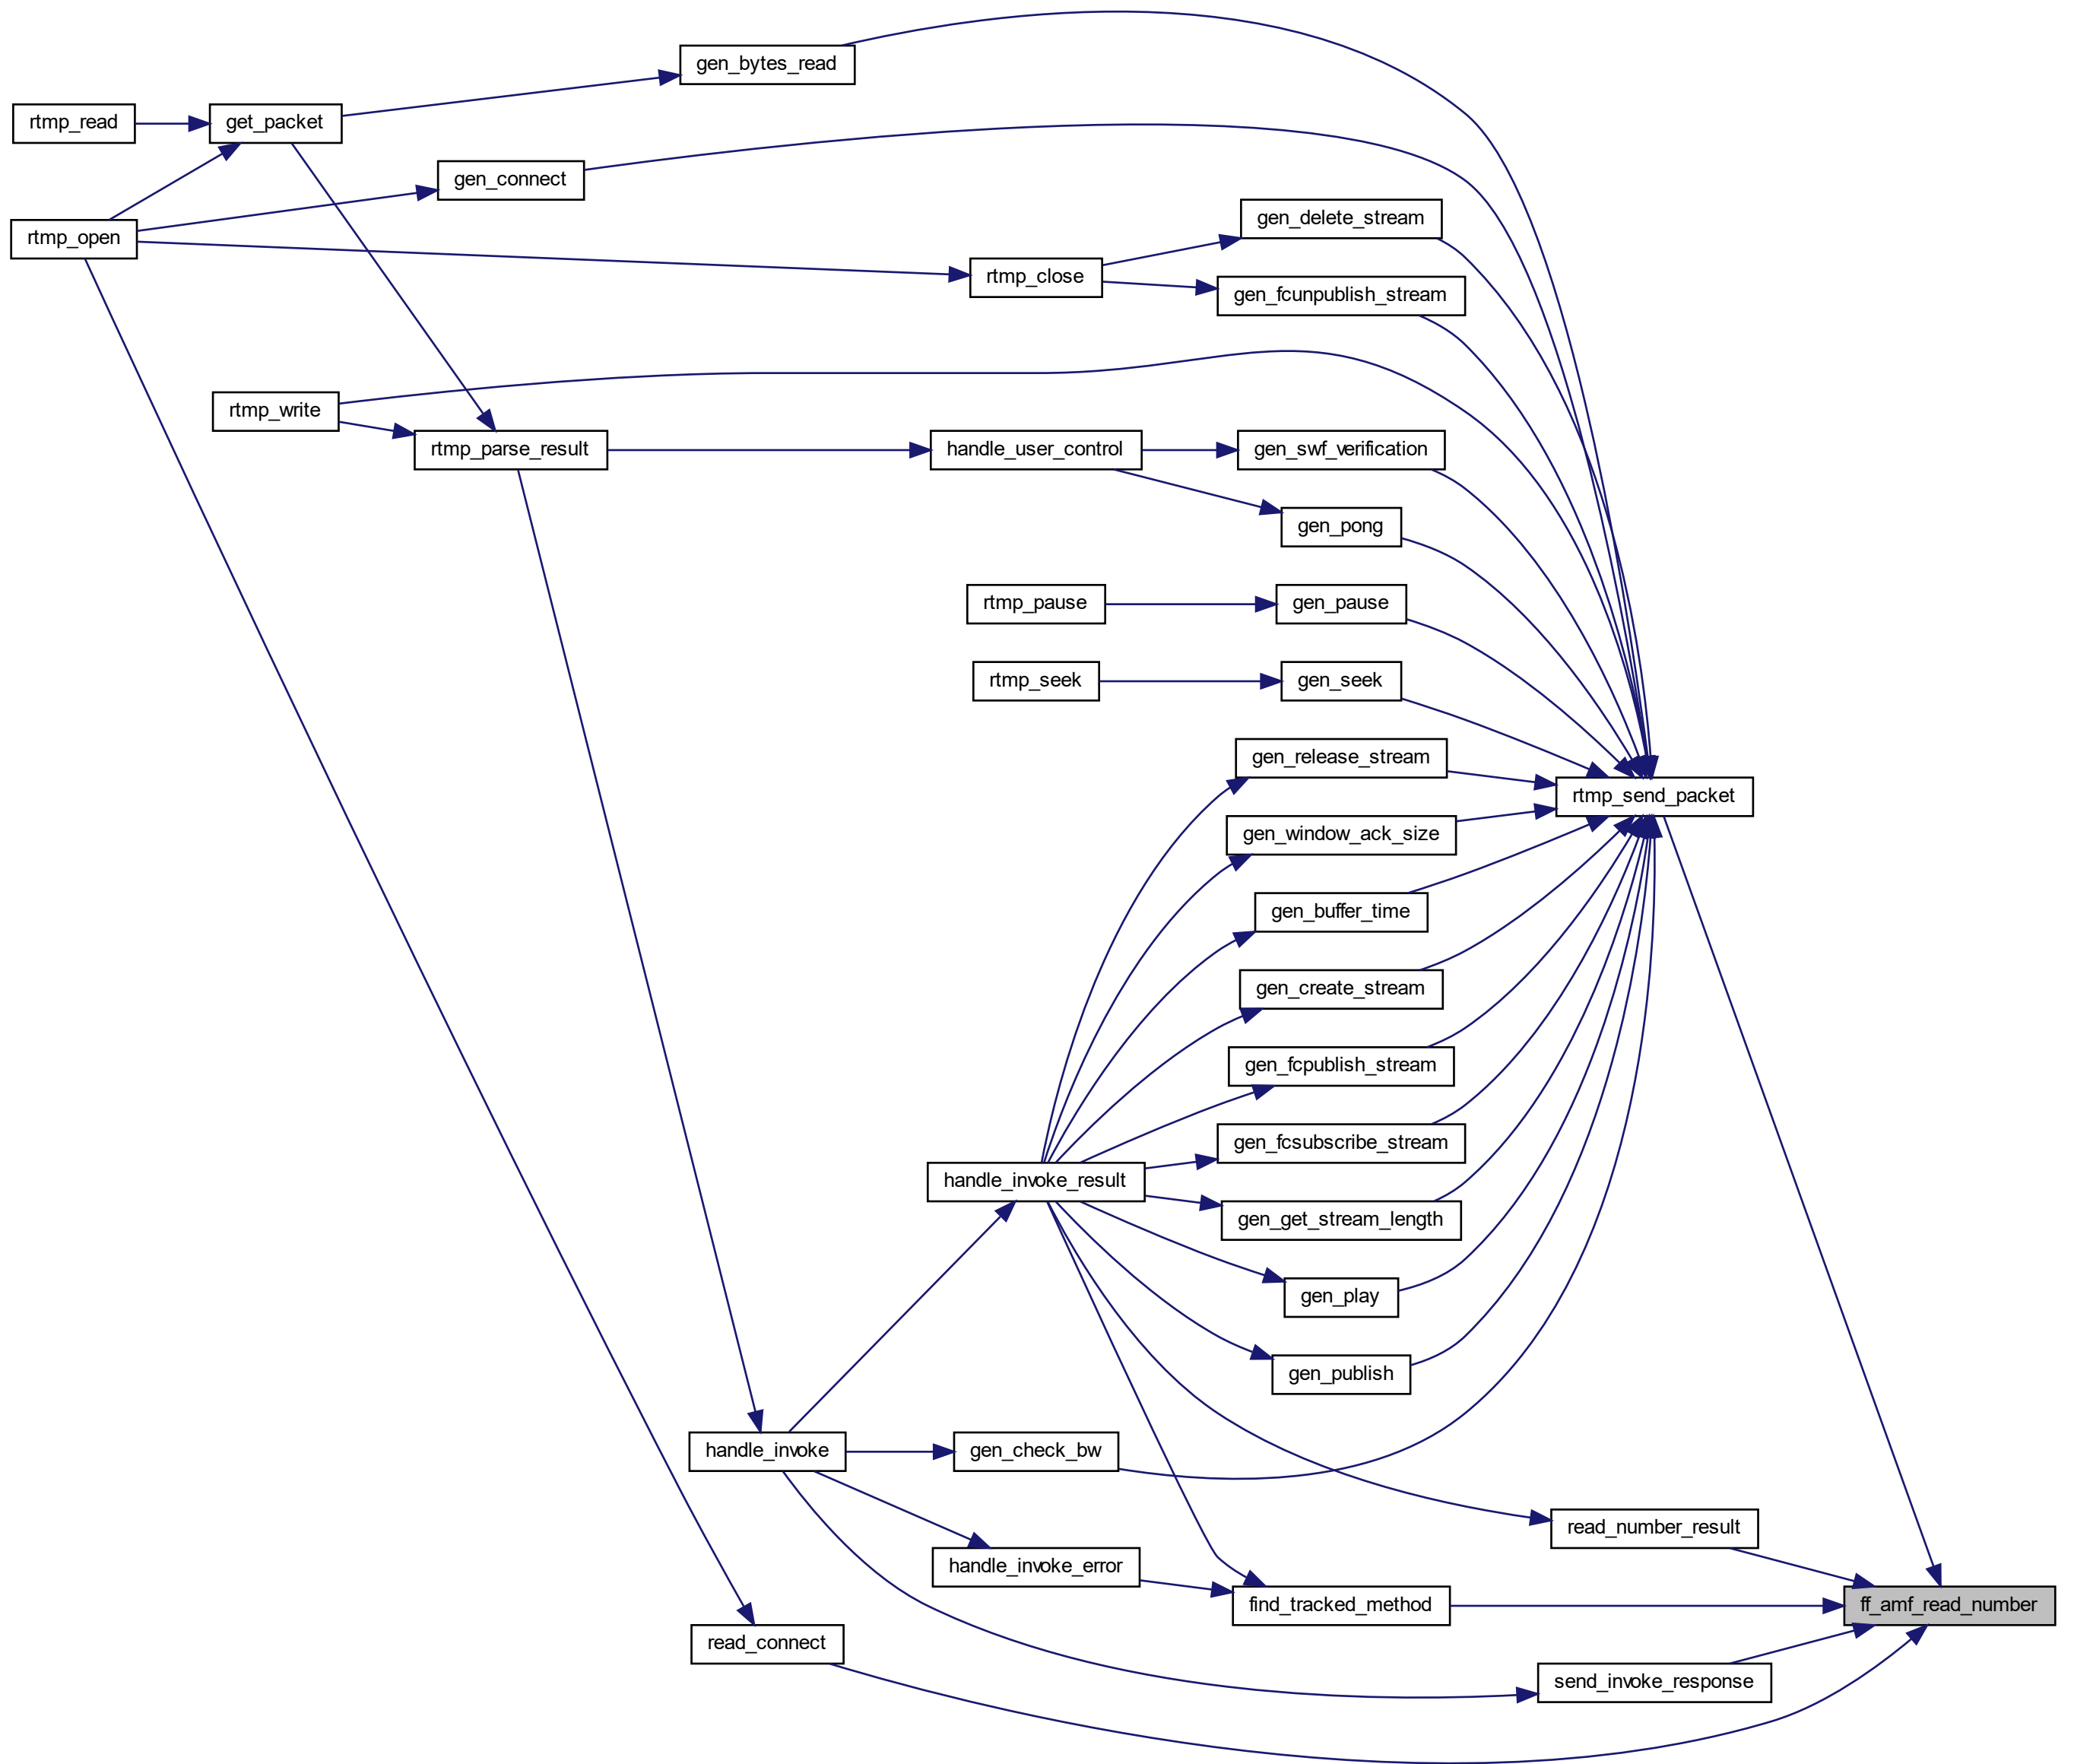 gen_bytes_read
rtmp_read
get_packet
gen_connect
gen_delete_stream
rtmp_open
rtmp_close
gen_fcunpublish_stream
rtmp_write
rtmp_parse_result
handle_user_control
gen_swf_verification
gen_pong
rtmp_pause
gen_pause
rtmp_seek
gen_seek
gen_release_stream
rtmp_send_packet
gen_window_ack_size
gen_buffer_time
gen_create_stream
gen_fcpublish_stream
gen_fcsubscribe_stream
handle_invoke_result
gen_get_stream_length
gen_play
gen_publish
handle_invoke
gen_check_bw
read_number_result
handle_invoke_error
find_tracked_method
ff_amf_read_number
read_connect
send_invoke_response